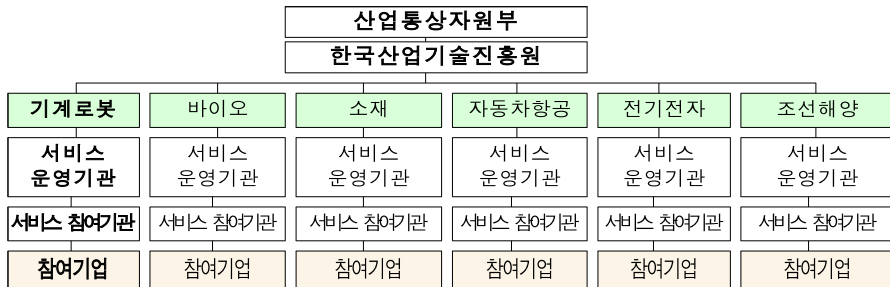 산업통상자원부
한국산업기술진흥원
기계로봇 바이오 소재 자동차항공 전기전자 조선해양
서비스 서비스 서비스 서비스 서비스 서비스
운영기관 운영기관 운영기관 운영기관 운영기관 운영기관
서비스 참여기관 서비스 참여기관 서비스 참여기관 서비스 참여기관 서비스 참여기관 서비스 참여기관
참여기업 참여기업 참여기업 참여기업 참여기업 참여기업